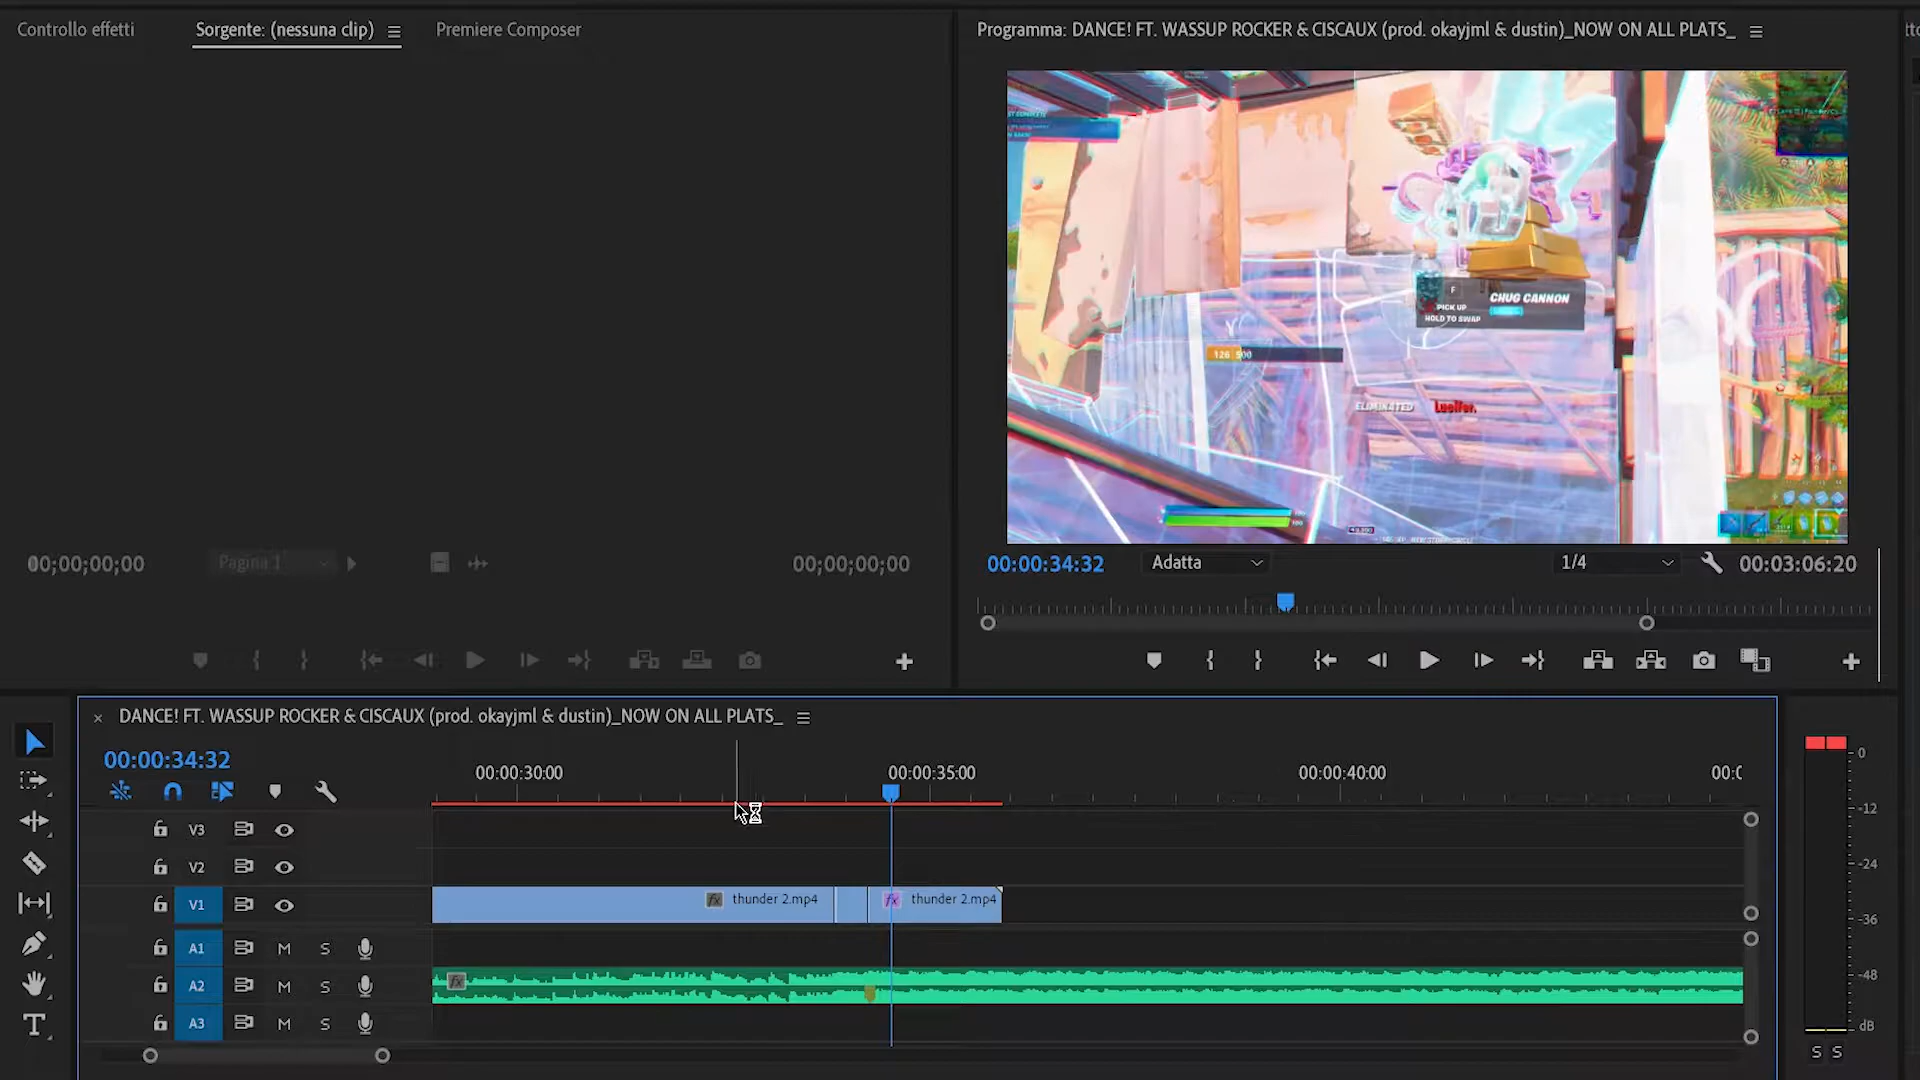 Controllo effetti
Sorgente: (nessuna clip)
Premiere Composer
Programma: DANCE! FT. WASSUP ROCKER & CISCAUX (prod. okayjml & dustin)_NOW ON ALL PLATS_
F
CHUG CANNON
PICK UP
HOLD TO SWAP
ELIMINATED Lucifer.
00;00;00;00
Pagina 1
00;00;00;00
00:00:34:32
Adatta
1/4
00:03:06:20
× DANCE! FT. WASSUP ROCKER & CISCAUX (prod. okayjml & dustin)_NOW ON ALL PLATS_
00:00:34:32
00:00:30:00
00:00:35:00
00:00:40:00
00:0
V3
V2
V1
fx thunder 2.mp4
fx thunder 2.mp4
A1 M S
A2 M S
fx
A3 M S
T
0
-12
-24
-36
-48
dB
S S